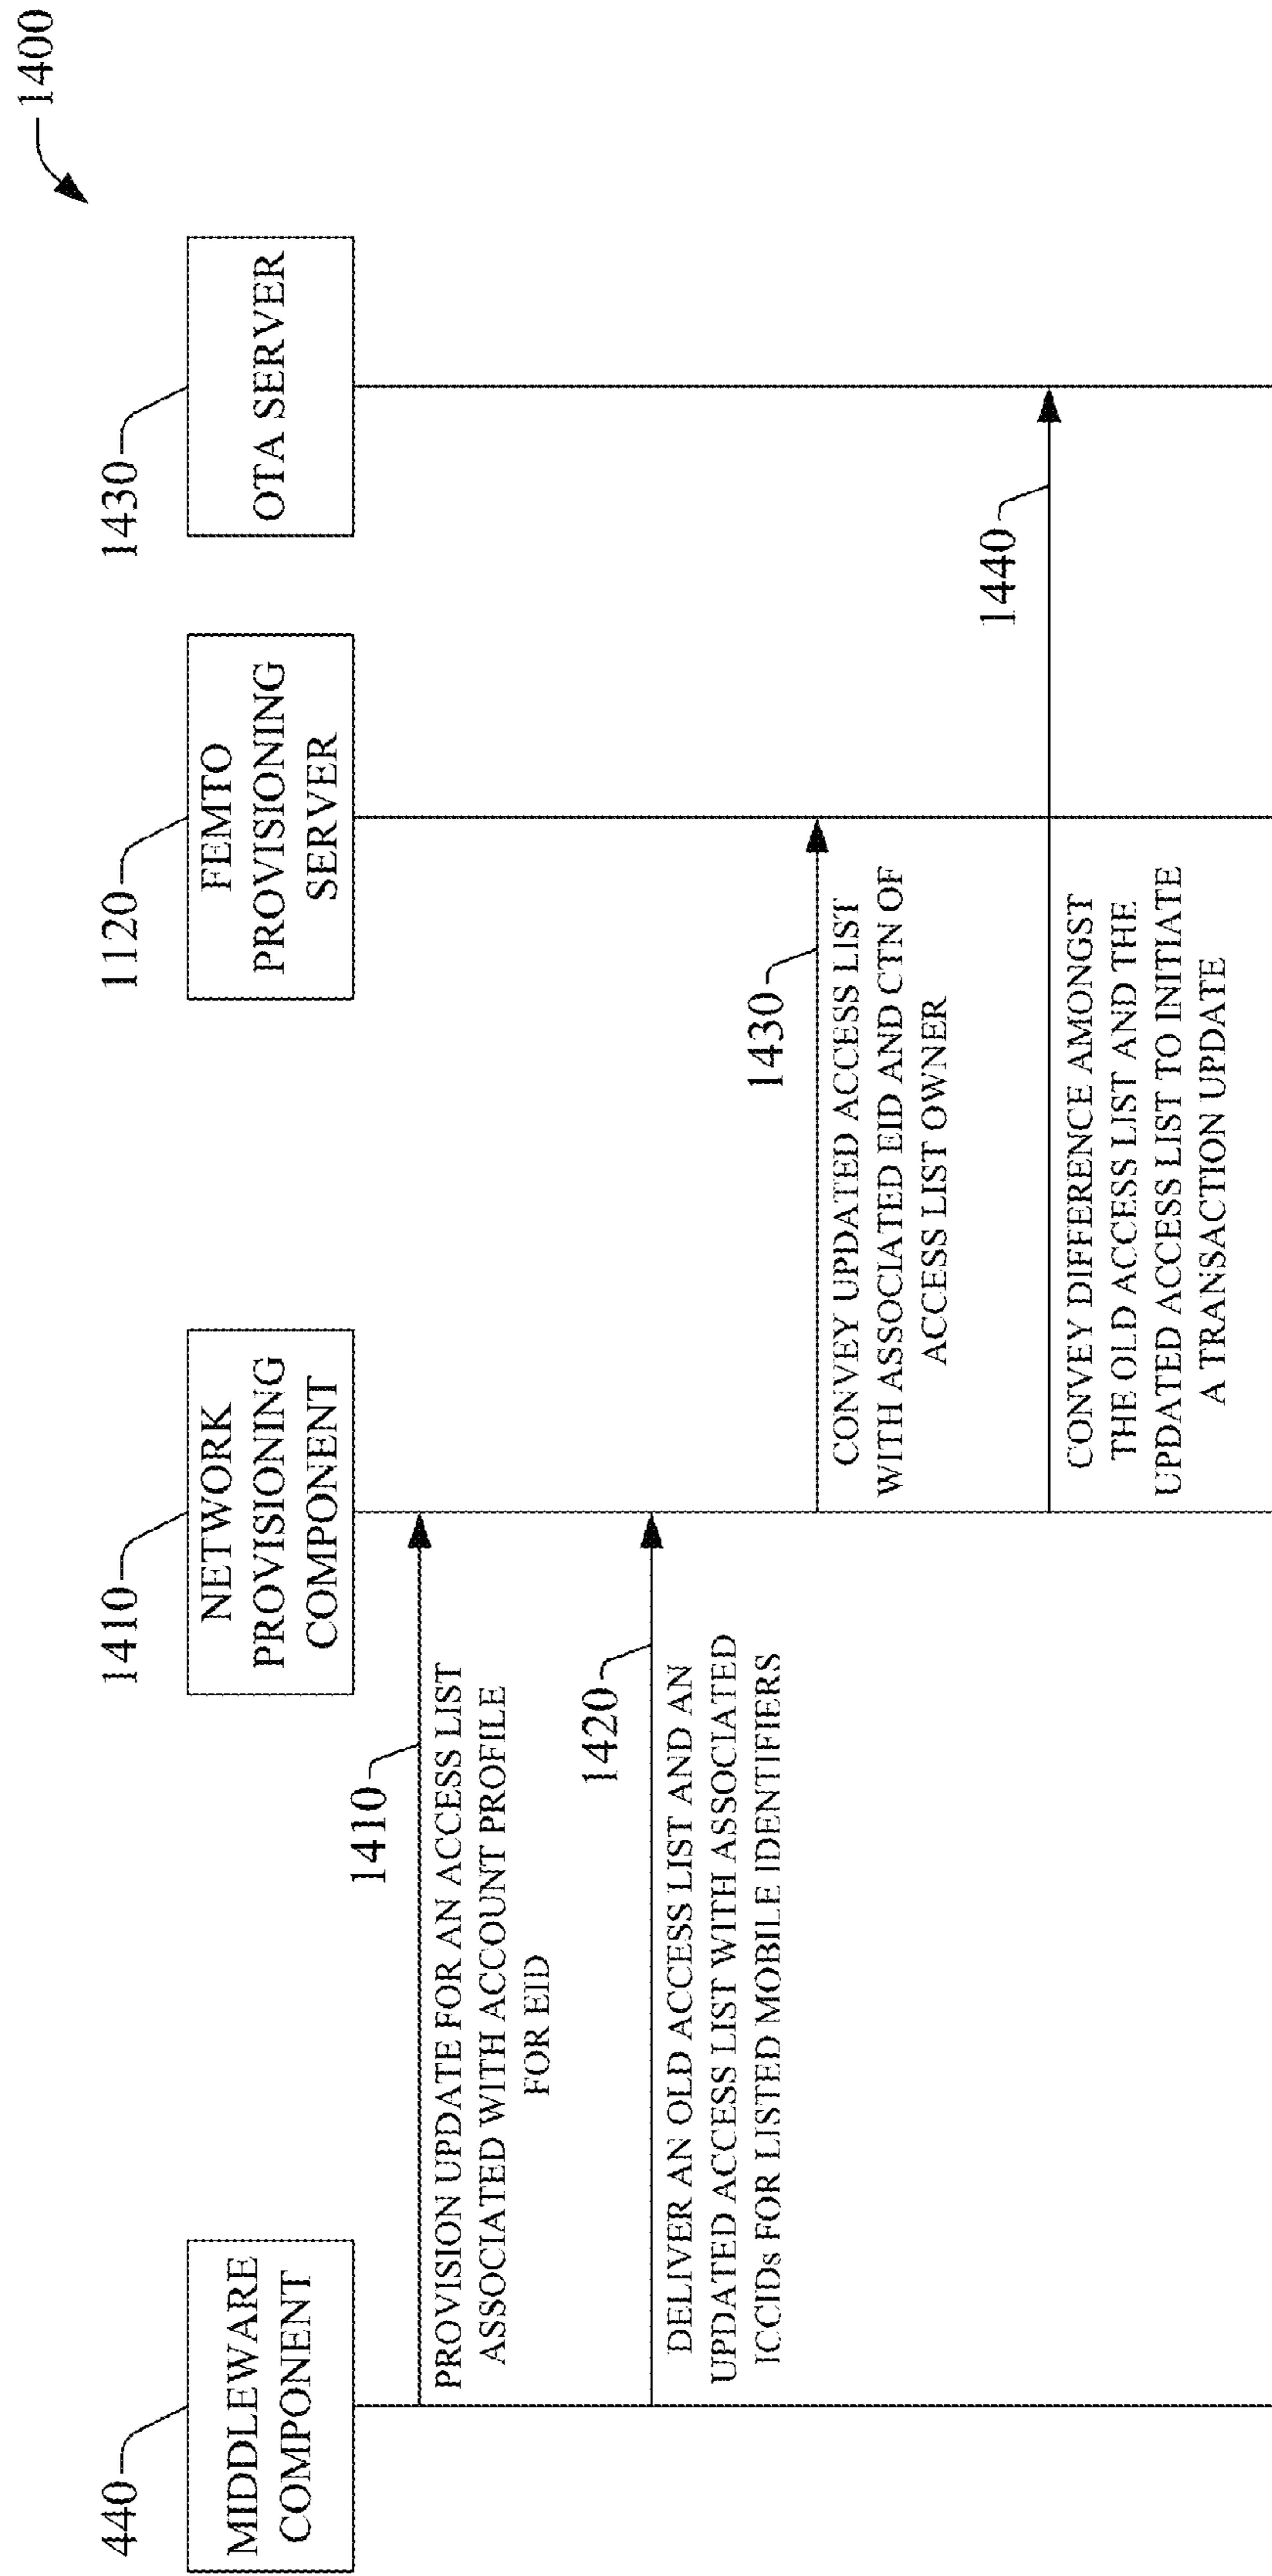 1400
440
MIDDLEWARE
COMPONENT
1410
NETWORK
PROVISIONING
COMPONENT
1120
FEMTO
PROVISIONING
SERVER
1430
OTA SERVER
1410
PROVISION UPDATE FOR AN ACCESS LIST
ASSOCIATED WITH ACCOUNT PROFILE
FOR EID
1420
DELIVER AN OLD ACCESS LIST AND AN
UPDATED ACCESS LIST WITH ASSOCIATED
ICCIDs FOR LISTED MOBILE IDENTIFIERS
1430
CONVEY UPDATED ACCESS LIST
WITH ASSOCIATED EID AND CTN OF
ACCESS LIST OWNER
1440
CONVEY DIFFERENCE AMONGST
THE OLD ACCESS LIST AND THE
UPDATED ACCESS LIST TO INITIATE
A TRANSACTION UPDATE